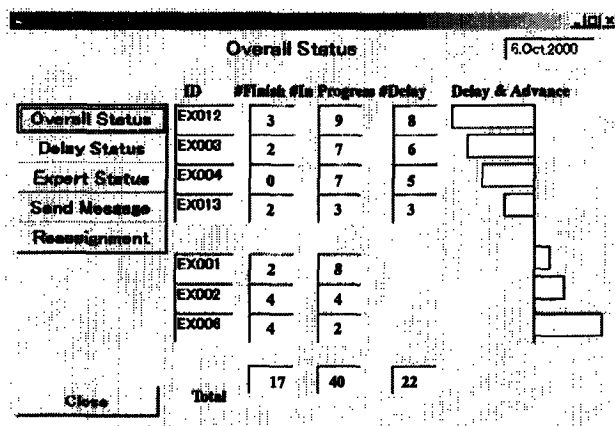 Overall Status
6.Oct.2000
ID #Finish #In Progress #Delay Delay & Advance
Overall Status
Delay Status
Expert Status
Send Message
Reassignment
EX012 3 9 8
EX003 2 7 6
EX004 0 7 5
EX013 2 3 3
EX001 2 8
EX002 4 4
EX006 4 2
Total 17 40 22
Close